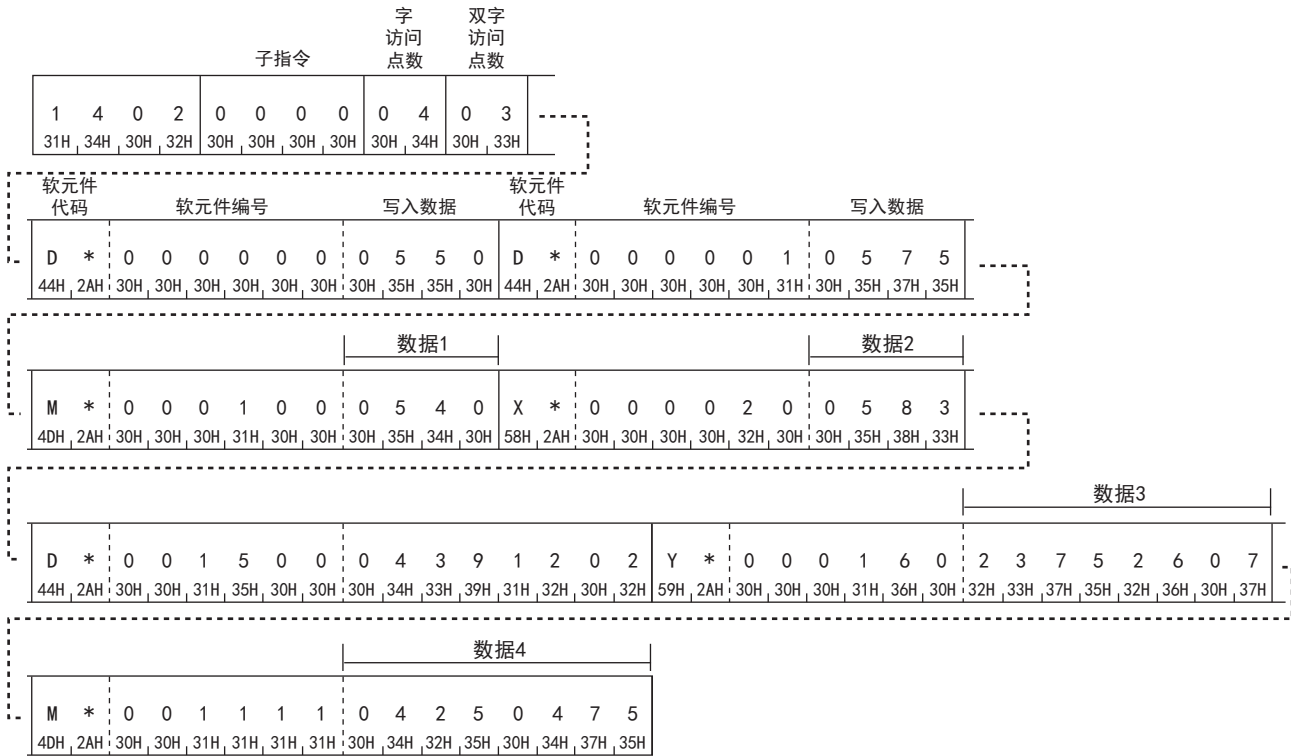 字 双字
访问 访问
子指令 点数 点数
1 4 0 2 0 0 0 0 0 4 0 3
31H 34H 30H 32H 30H 30H 30H 30H 30H 34H 30H 33H
软元件 软元件
代码 软元件编号 写入数据 代码 软元件编号 写入数据
D * 0 0 0 0 0 0 0 5 5 0 D * 0 0 0 0 0 1 0 5 7 5
44H 2AH 30H 30H 30H 30H 30H 30H 30H 35H 35H 30H 44H 2AH 30H 30H 30H 30H 30H 31H 30H 35H 37H 35H
数据1 数据2
M * 0 0 0 1 0 0 0 5 4 0 X * 0 0 0 0 2 0 0 5 8 3
4DH 2AH 30H 30H 30H 31H 30H 30H 30H 35H 34H 30H 58H 2AH 30H 30H 30H 30H 32H 30H 30H 35H 38H 33H
数据3
D * 0 0 1 5 0 0 0 4 3 9 1 2 0 2 Y * 0 0 0 1 6 0 2 3 7 5 2 6 0 7
44H 2AH 30H 30H 31H 35H 30H 30H 30H 34H 33H 39H 31H 32H 30H 32H 59H 2AH 30H 30H 30H 31H 36H 30H 32H 33H 37H 35H 32H 36H 30H 37H
数据4
M * 0 0 1 1 1 1 0 4 2 5 0 4 7 5
4DH 2AH 30H 30H 31H 31H 31H 31H 30H 34H 32H 35H 30H 34H 37H 35H